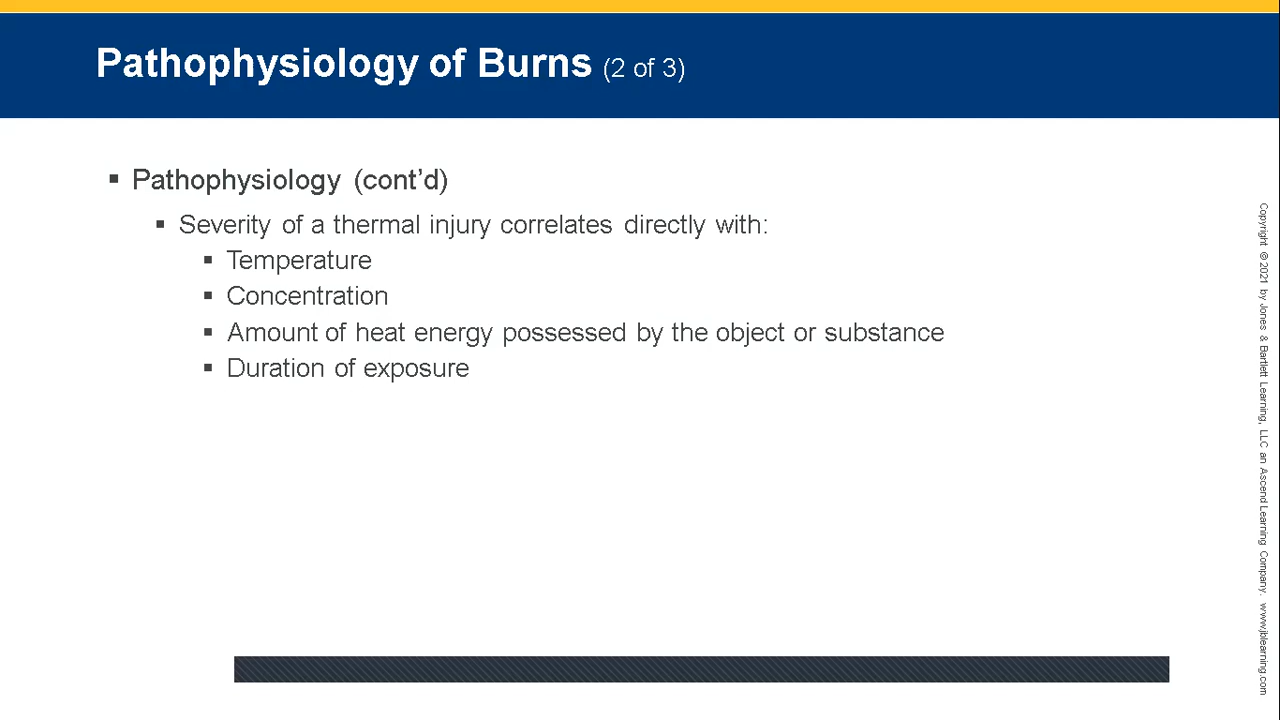 Pathophysiology of Burns (2 of 3)
▪ Pathophysiology (cont’d)
▪ Severity of a thermal injury correlates directly with:
▪ Temperature
▪ Concentration
▪ Amount of heat energy possessed by the object or substance
▪ Duration of exposure
Copyright © 2021 by Jones & Bartlett Learning, LLC an Ascend Learning Company. www.jblearning.com